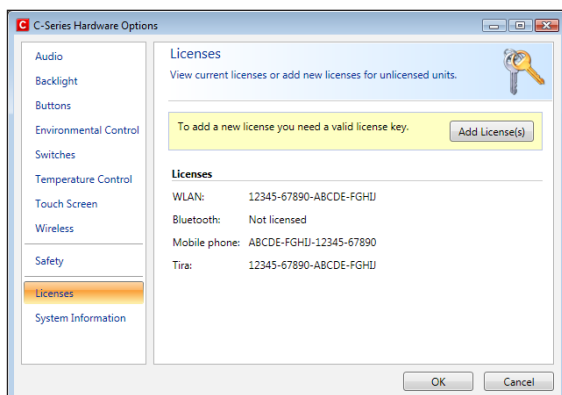 C C-Series Hardware Options
Audio
Backlight
Buttons
Environmental Control
Switches
Temperature Control
Touch Screen
Wireless
Safety
Licenses
System Information
Licenses
View current licenses or add new licenses for unlicensed units.
To add a new license you need a valid license key.
Add License(s)
Licenses
WLAN: 12345-67890-ABCDE-FGHIJ
Bluetooth: Not licensed
Mobile phone: ABCDE-FGHIJ-12345-67890
Tira: 12345-67890-ABCDE-FGHIJ
OK Cancel